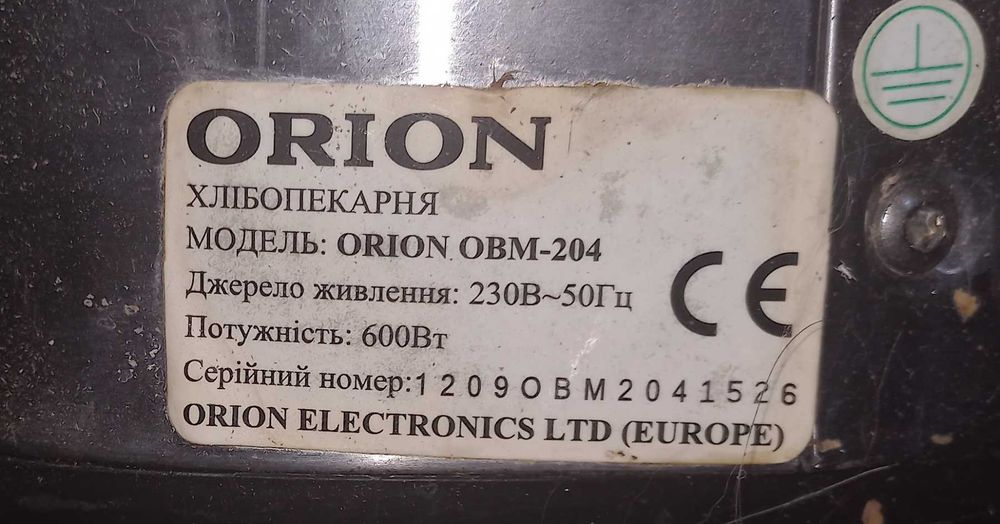 ORION
ХЛІБОПЕКАРНЯ
МОДЕЛЬ: ORION OBM-204
Джерело живлення: 230В~50Гц
Потужність: 600Вт
Серійний номер:1209OBM2041526
ORION ELECTRONICS LTD (EUROPE)
CE